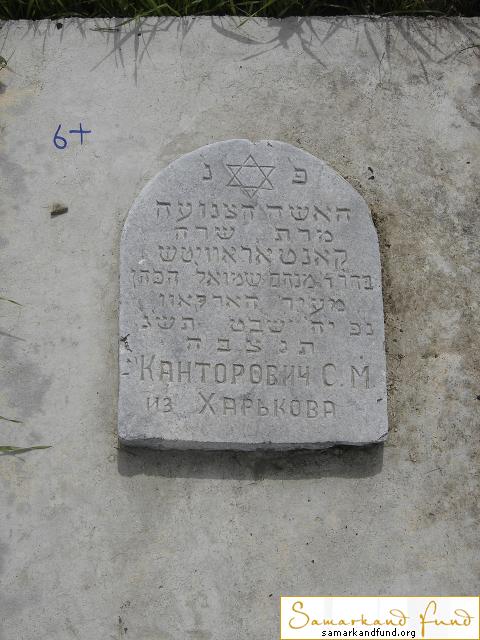 6+
פ נ
האשה הצנועה
מרת שרה
קאנטאראוויטש
בהרר מנחם שמואל הכהן
מעיר הארקאוו
נפ יה שבט תשג
תנצבה
КАНТОРОВИЧ С.М
ИЗ ХАРЬКОВА
Samarkand Fund
samarkandfund.org